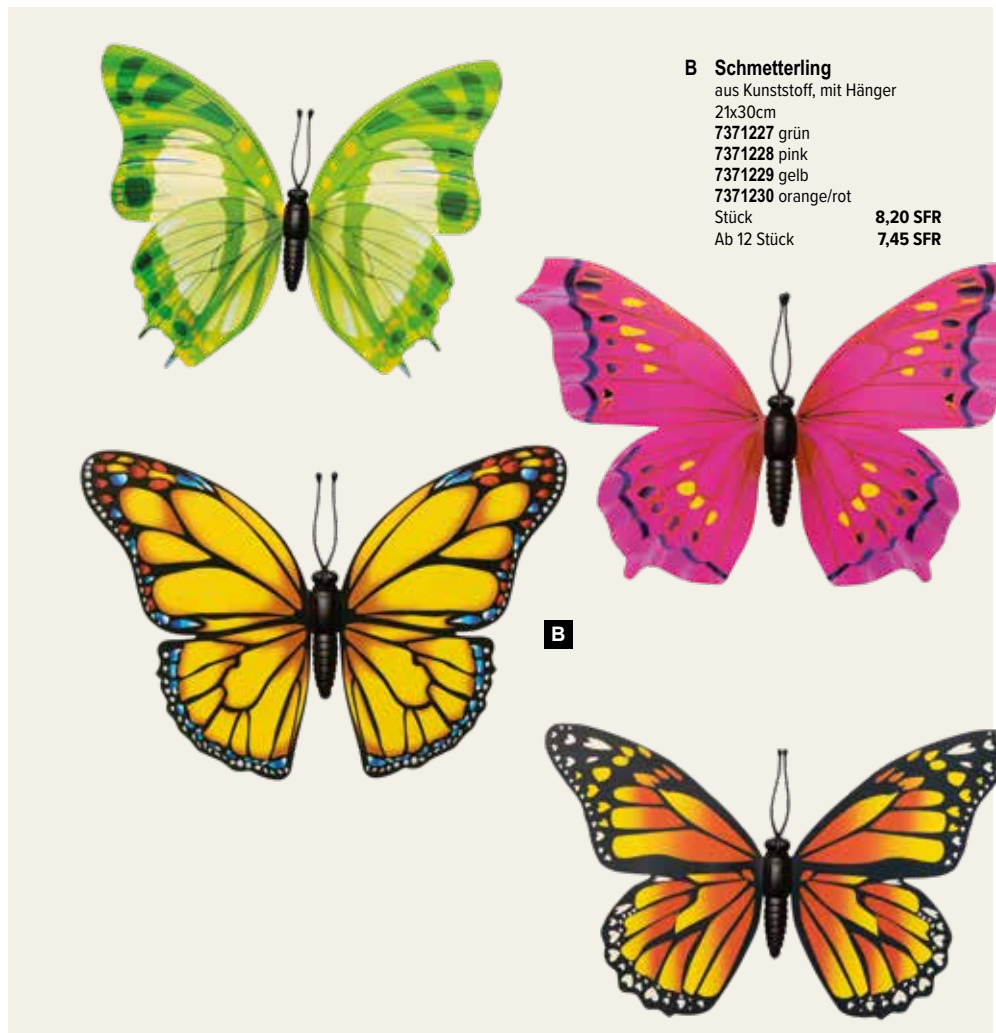 B Schmetterling
aus Kunststoff, mit Hänger
21x30cm
7371227 grün
7371228 pink
7371229 gelb
7371230 orange/rot
Stück 8,20 SFR
Ab 12 Stück 7,45 SFR
B